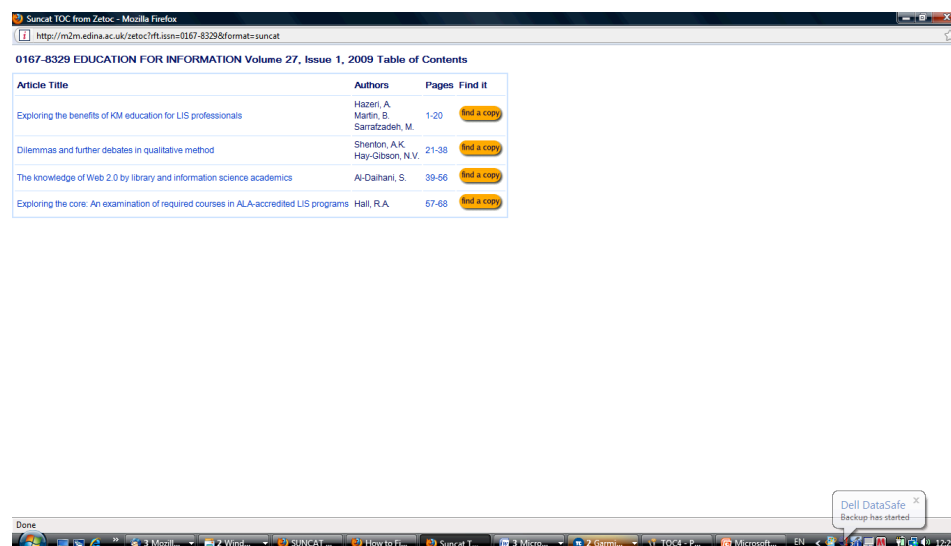 Suncat TOC from Zetoc - Mozilla Firefox
http://m2m.edina.ac.uk/zetoc?rft.issn=0167-8329&format=suncat
0167-8329 EDUCATION FOR INFORMATION Volume 27, Issue 1, 2009 Table of Contents
Article Title Authors Pages Find it
Exploring the benefits of KM education for LIS professionals Hazeri, A. Martin, B. Sarrafzadeh, M. 1-20 find a copy
Dilemmas and further debates in qualitative method Shenton, A.K. Hay-Gibson, N.V. 21-38 find a copy
The knowledge of Web 2.0 by library and information science academics Al-Daihani, S. 39-56 find a copy
Exploring the core: An examination of required courses in ALA-accredited LIS programs Hall, R.A. 57-68 find a copy
Dell DataSafe
Backup has started
Done
3 Mozill... 2 Wind... SUNCAT ... How to Fi... Suncat T... 3 Micro... 2 Garmi... TOC4 - P... Microsoft... EN